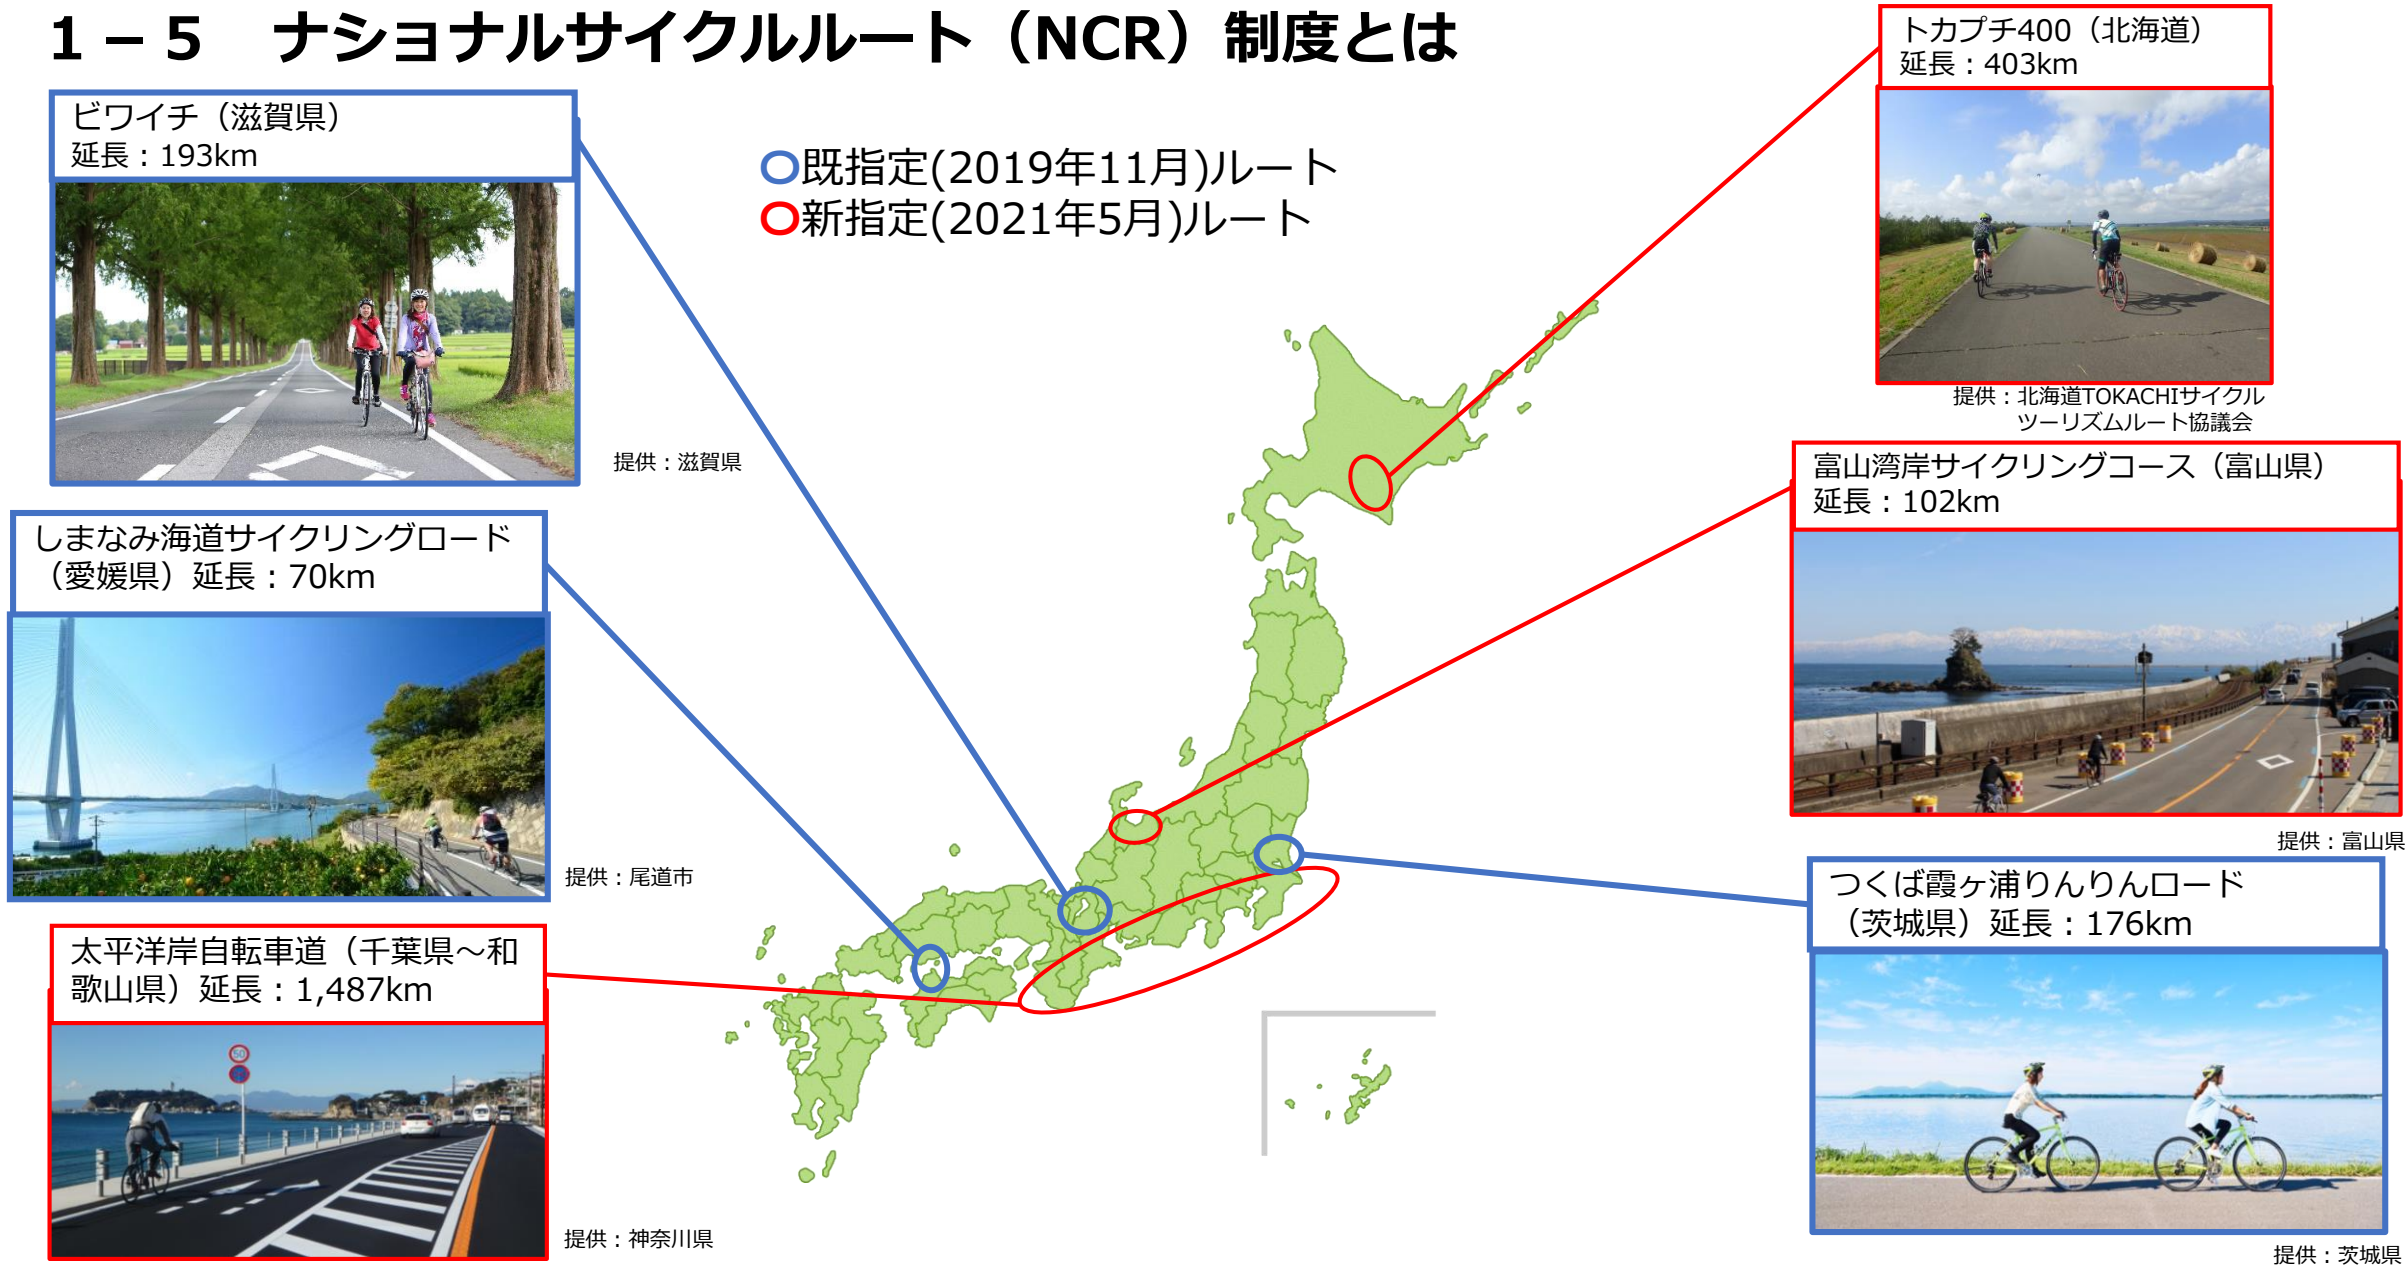 １－５　ナショナルサイクルルート（NCR）制度とは
ビワイチ（滋賀県）
延長：193km
提供：滋賀県
○既指定(2019年11月)ルート
○新指定(2021年5月)ルート
トカプチ400（北海道）
延長：403km
提供：北海道TOKACHIサイクル
ツーリズムルート協議会
しまなみ海道サイクリングロード
（愛媛県）延長：70km
提供：尾道市
富山湾岸サイクリングコース（富山県）
延長：102km
提供：富山県
太平洋岸自転車道（千葉県～和
歌山県）延長：1,487km
50
提供：神奈川県
つくば霞ヶ浦りんりんロード
（茨城県）延長：176km
提供：茨城県